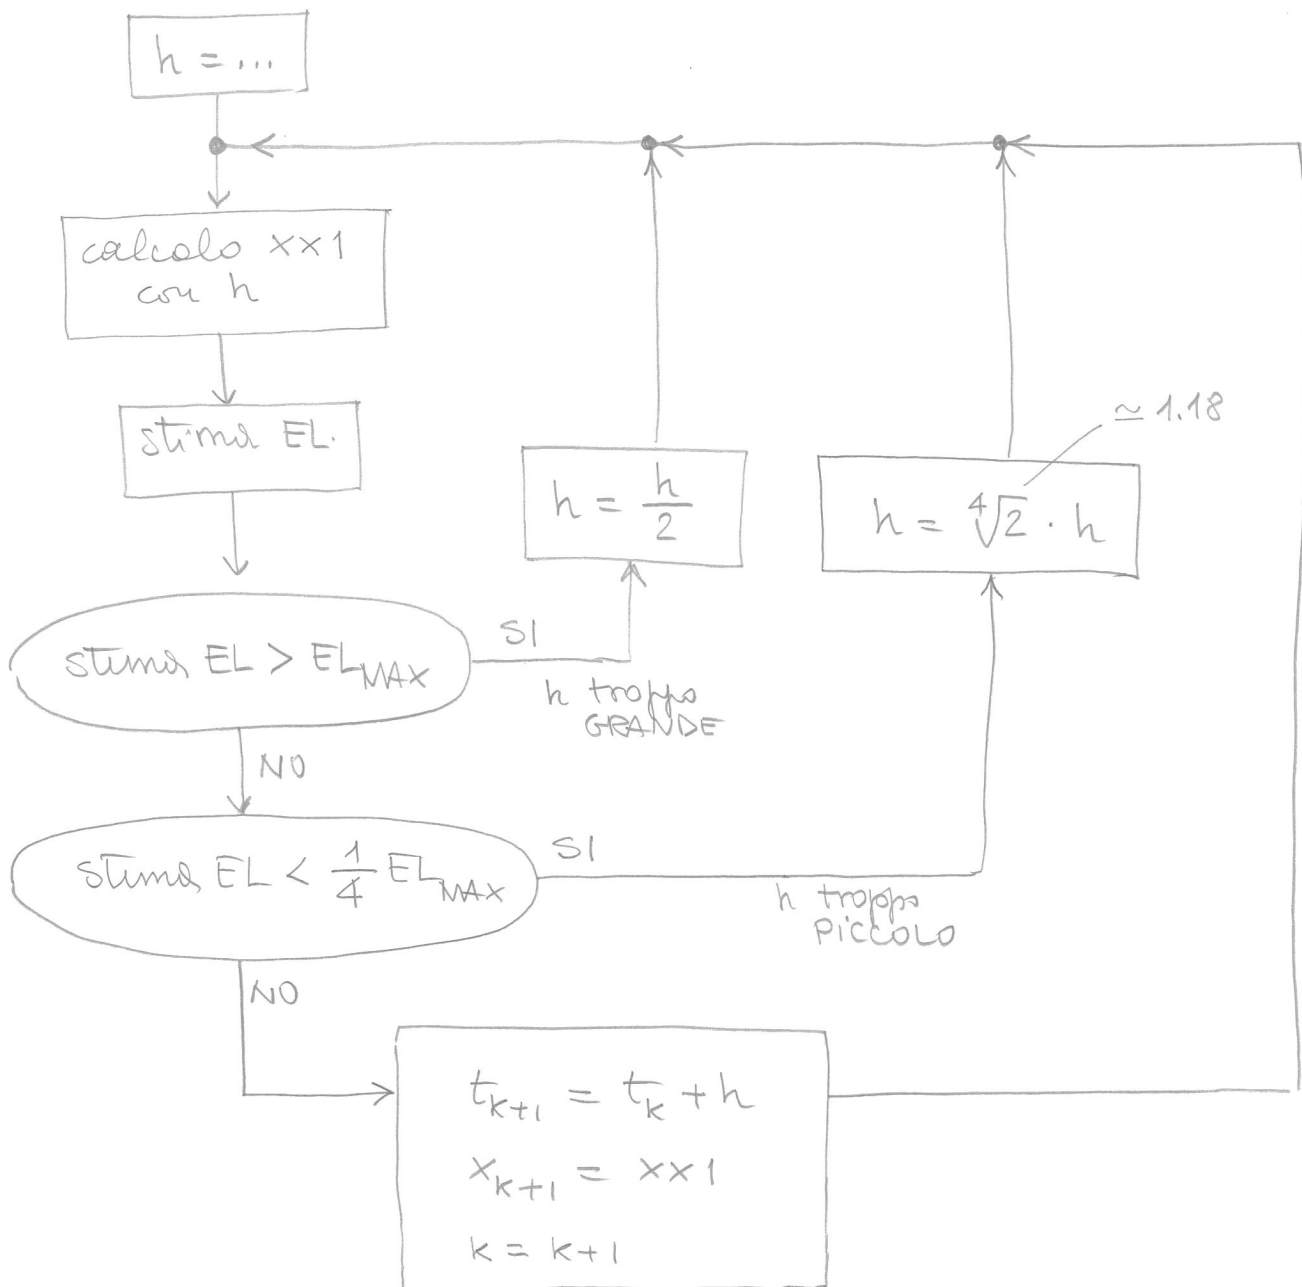 h = ...
calcolo xx1
con h
stima EL.
h = h/2
≃ 1.18
h = ⁴√2 · h
stima EL > EL_MAX
SI
h troppo
GRANDE
NO
stima EL < 1/4 EL_MAX
SI
h troppo
PICCOLO
NO
t_{k+1} = t_k + h
x_{k+1} = xx1
k = k+1